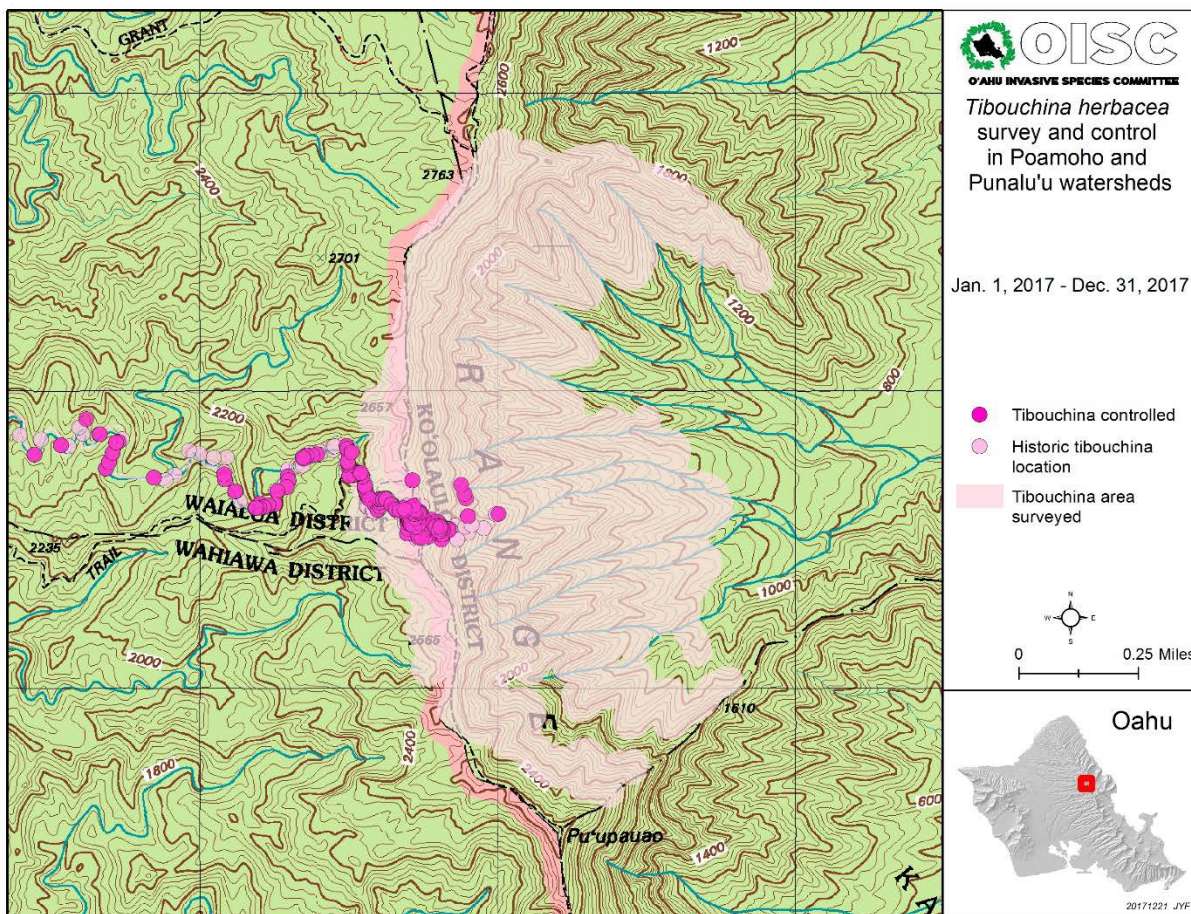 GRANT
2600
1200
2400
2763
1800
2701
2000
1200
800
2657
2200
RANGE
KO'OLAULOA DISTRICT
WAIALUA DISTRICT
WAHIAWA DISTRICT
2235
TRAIL
1000
2565
2000
2000
1610
2400
2400
1800
600
Pu'upauao
1400
K A
OISC
O'AHU INVASIVE SPECIES COMMITTEE
Tibouchina herbacea
survey and control
in Poamoho and
Punalu'u watersheds
Jan. 1, 2017 - Dec. 31, 2017
Tibouchina controlled
Historic tibouchina
location
Tibouchina area
surveyed
N
W E
S
0 0.25 Miles
Oahu
20171221 JYF